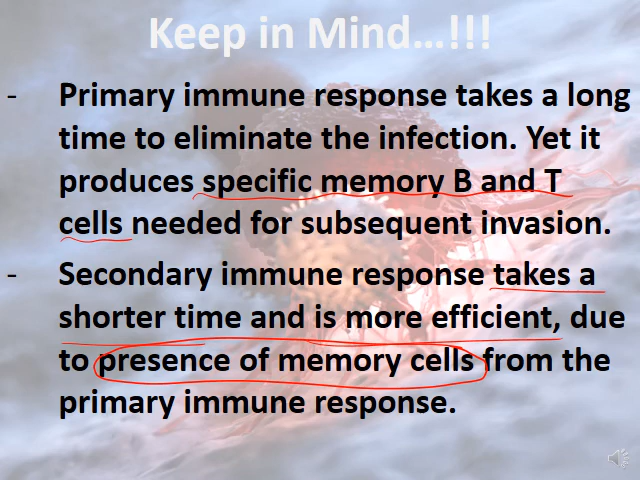 Keep in Mind...!!!
- Primary immune response takes a long
time to eliminate the infection. Yet it
produces specific memory B and T
cells needed for subsequent invasion.
- Secondary immune response takes a
shorter time and is more efficient, due
to presence of memory cells from the
primary immune response.